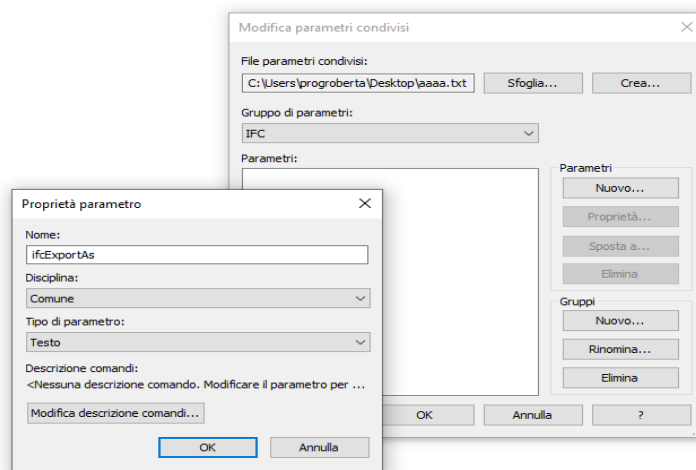 Modifica parametri condivisi
File parametri condivisi:
C:\Users\progroberta\Desktop\aaaa.txt
Sfoglia...
Crea...
Gruppo di parametri:
IFC
Parametri:
Parametri
Nuovo...
Proprietà...
Sposta a...
Elimina
Gruppi
Nuovo...
Rinomina...
Elimina
OK
Annulla
?
Proprietà parametro
Nome:
ifcExportAs
Disciplina:
Comune
Tipo di parametro:
Testo
Descrizione comandi:
<Nessuna descrizione comando. Modificare il parametro per ...
Modifica descrizione comandi...
OK
Annulla